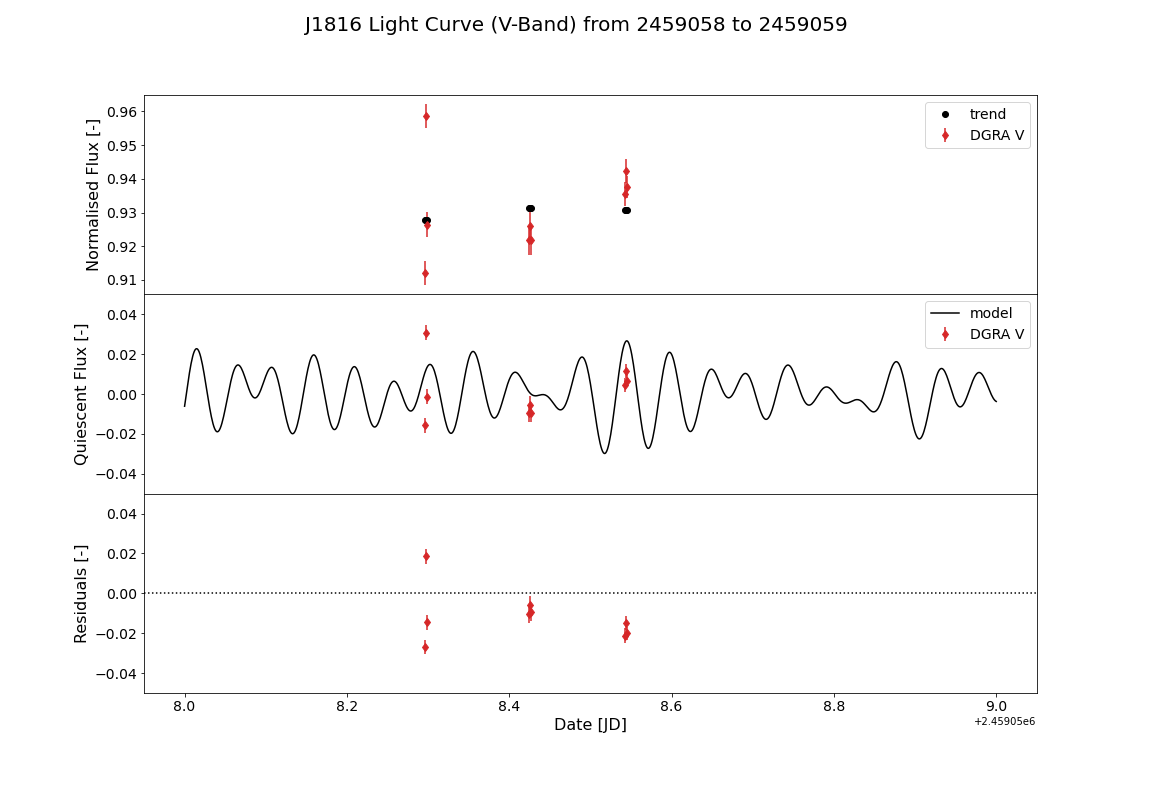 J1816 Light Curve (V-Band) from 2459058 to 2459059
Normalised Flux [-]
0.96
0.95
0.94
0.93
0.92
0.91
trend
DGRA V
Quiescent Flux [-]
0.04
0.02
0.00
−0.02
−0.04
model
DGRA V
Residuals [-]
0.04
0.02
0.00
−0.02
−0.04
8.0 8.2 8.4 8.6 8.8 9.0
Date [JD]
+2.45905e6